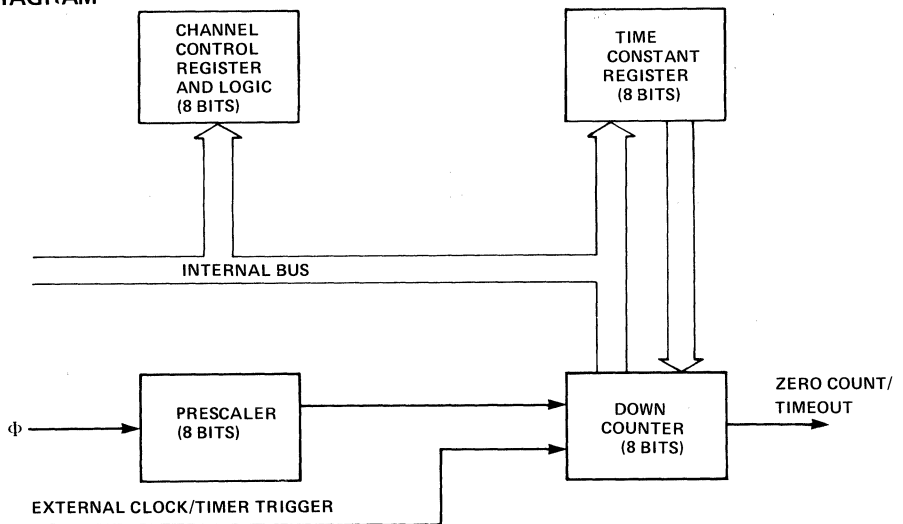 CHANNEL
CONTROL
REGISTER
AND LOGIC
(8 BITS)
TIME
CONSTANT
REGISTER
(8 BITS)
INTERNAL BUS
Φ
PRESCALER
(8 BITS)
DOWN
COUNTER
(8 BITS)
ZERO COUNT/
TIMEOUT
EXTERNAL CLOCK/TIMER TRIGGER